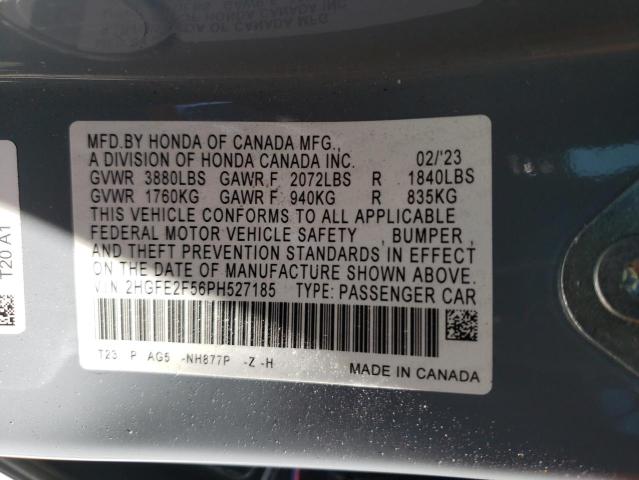 MFD.BY HONDA OF CANADA MFG.,
A DIVISION OF HONDA CANADA INC. 02/'23
GVWR 3880LBS GAWR F 2072LBS R 1840LBS
GVWR 1760KG GAWR F 940KG R 835KG
THIS VEHICLE CONFORMS TO ALL APPLICABLE
FEDERAL MOTOR VEHICLE SAFETY , BUMPER ,
AND THEFT PREVENTION STANDARDS IN EFFECT
ON THE DATE OF MANUFACTURE SHOWN ABOVE.
V.I.N 2HGFE2F56PH527185 TYPE: PASSENGER CAR
T23 P AG5 -NH877P -Z -H
MADE IN CANADA
T20 A1